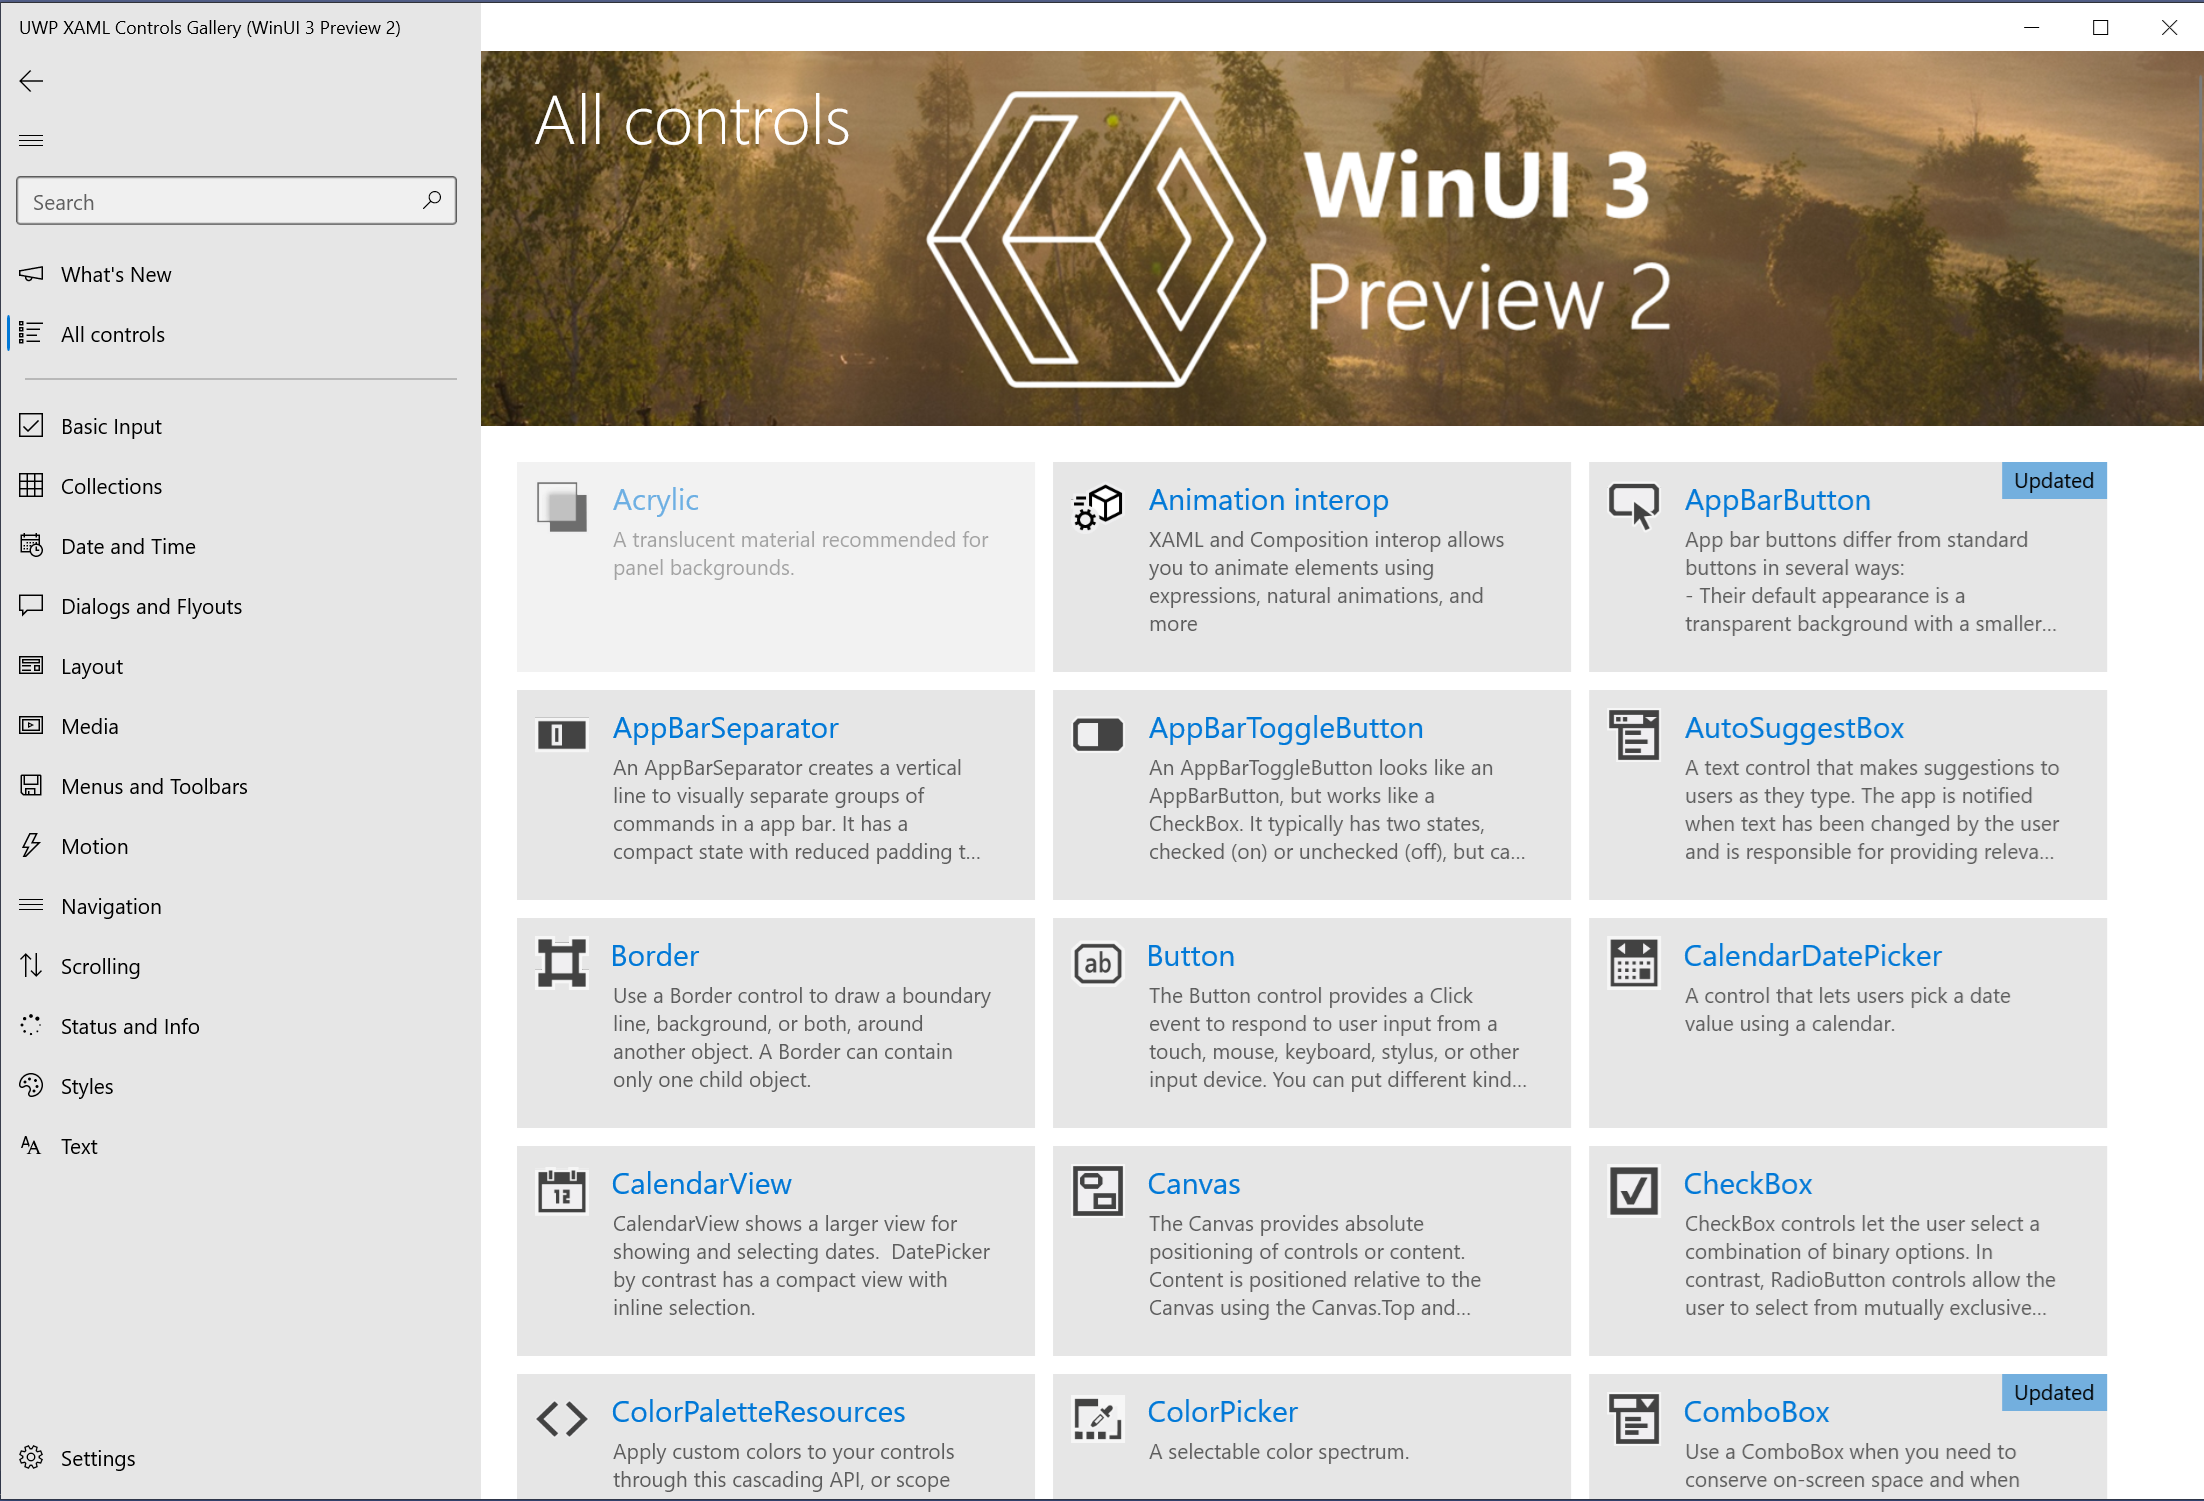 UWP XAML Controls Gallery (WinUI 3 Preview 2)
Search
What's New
All controls
Basic Input
Collections
Date and Time
Dialogs and Flyouts
Layout
Media
Menus and Toolbars
Motion
Navigation
Scrolling
Status and Info
Styles
Text
Settings
All controls
WinUI 3
Preview 2
Acrylic
A translucent material recommended for
panel backgrounds.
Animation interop
XAML and Composition interop allows
you to animate elements using
expressions, natural animations, and
more
Updated
AppBarButton
App bar buttons differ from standard
buttons in several ways:
- Their default appearance is a
transparent background with a smaller...
AppBarSeparator
An AppBarSeparator creates a vertical
line to visually separate groups of
commands in a app bar. It has a
compact state with reduced padding t...
AppBarToggleButton
An AppBarToggleButton looks like an
AppBarButton, but works like a
CheckBox. It typically has two states,
checked (on) or unchecked (off), but ca...
AutoSuggestBox
A text control that makes suggestions to
users as they type. The app is notified
when text has been changed by the user
and is responsible for providing releva...
Border
Use a Border control to draw a boundary
line, background, or both, around
another object. A Border can contain
only one child object.
ab
Button
The Button control provides a Click
event to respond to user input from a
touch, mouse, keyboard, stylus, or other
input device. You can put different kind...
CalendarDatePicker
A control that lets users pick a date
value using a calendar.
12
CalendarView
CalendarView shows a larger view for
showing and selecting dates.  DatePicker
by contrast has a compact view with
inline selection.
Canvas
The Canvas provides absolute
positioning of controls or content.
Content is positioned relative to the
Canvas using the Canvas.Top and...
CheckBox
CheckBox controls let the user select a
combination of binary options. In
contrast, RadioButton controls allow the
user to select from mutually exclusive...
ColorPaletteResources
Apply custom colors to your controls
through this cascading API, or scope
ColorPicker
A selectable color spectrum.
Updated
ComboBox
Use a ComboBox when you need to
conserve on-screen space and when